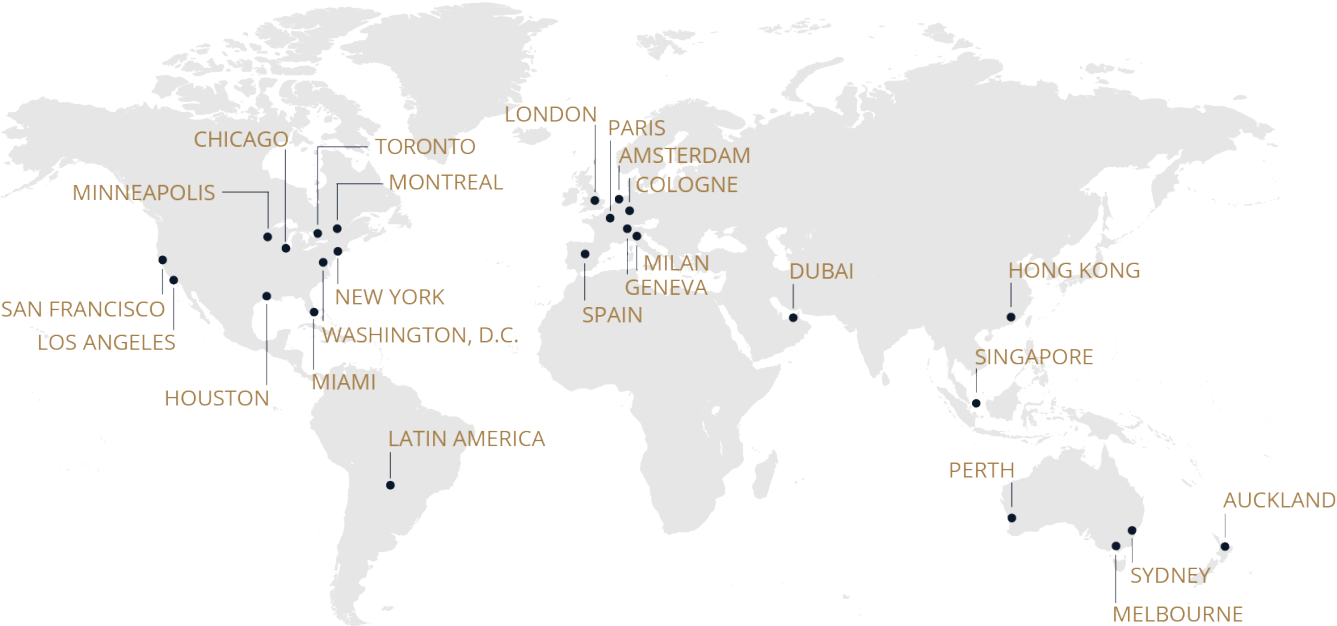 LONDON
PARIS
CHICAGO
TORONTO
AMSTERDAM
MONTREAL
COLOGNE
MINNEAPOLIS
MILAN
DUBAI
HONG KONG
GENEVA
NEW YORK
SAN FRANCISCO
SPAIN
WASHINGTON, D.C.
LOS ANGELES
SINGAPORE
MIAMI
HOUSTON
LATIN AMERICA
PERTH
AUCKLAND
SYDNEY
MELBOURNE